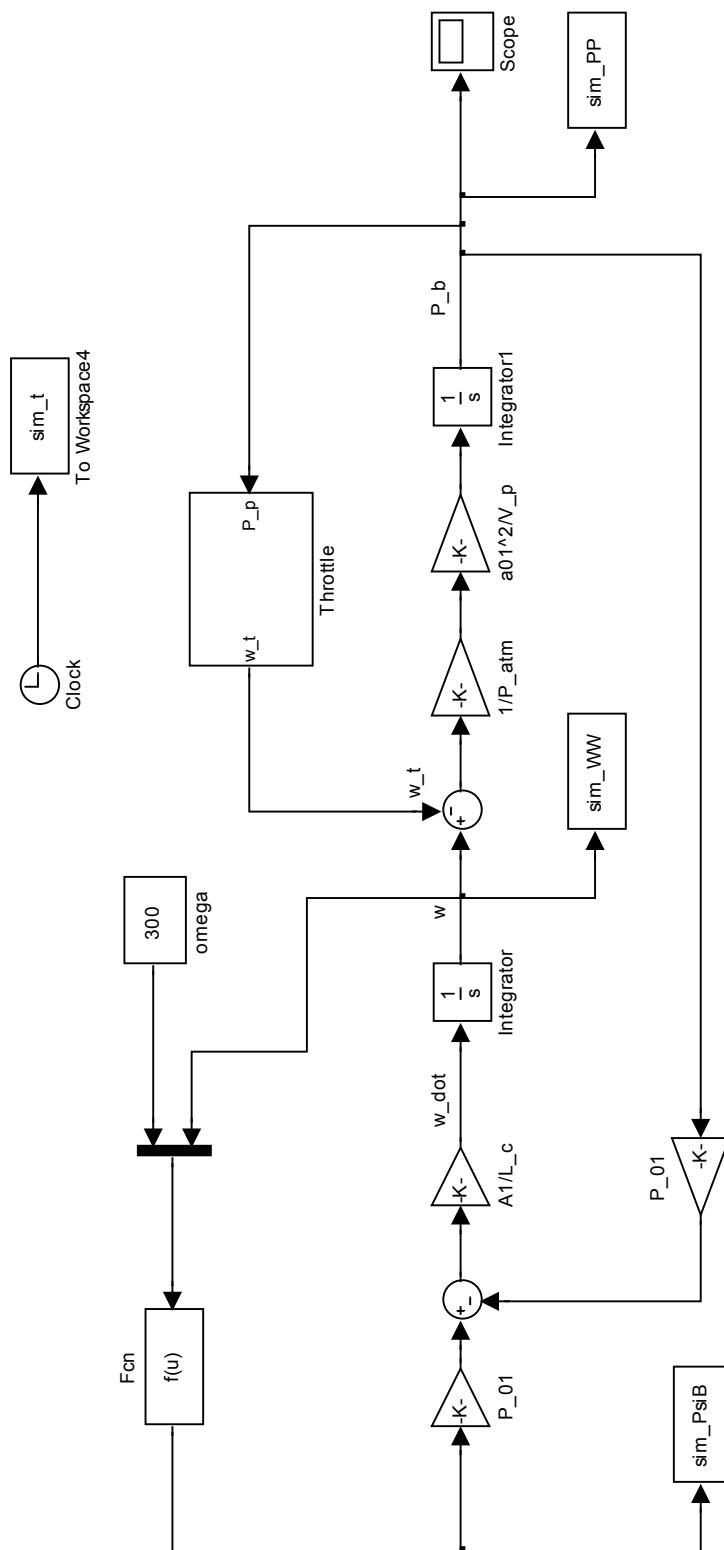 sim_t
To Workspace4
Clock
300
omega
Fcn
f(u)
w_t
P_p
Throttle
w_t
-K-
P_01
+
-
-K-
A1/L_c
w_dot
1
s
Integrator
w
+
-
-K-
1/P_atm
-K-
a01^2/V_p
1
s
Integrator1
P_b
Scope
sim_PsiB
P_01
-K-
sim_WW
sim_PP